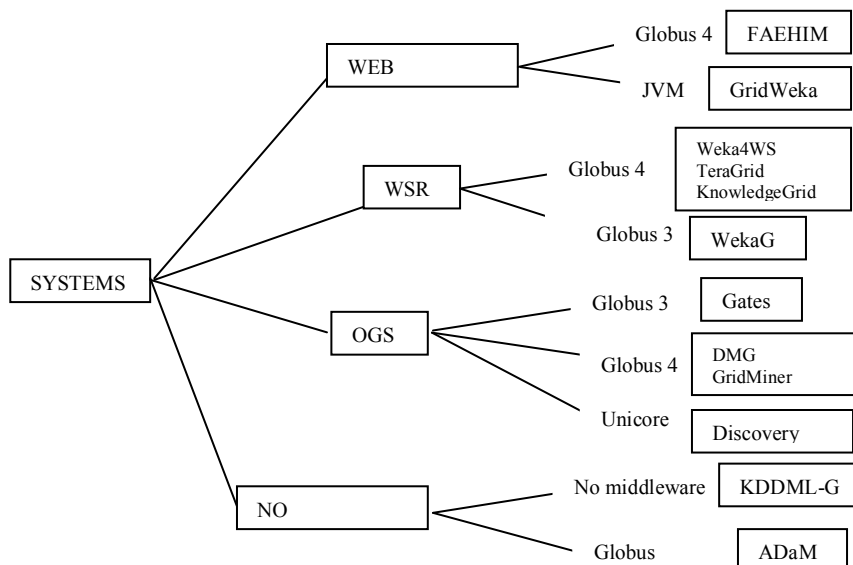 Globus 4 FAEHIM
WEB
JVM GridWeka
Weka4WS
Globus 4 TeraGrid
WSR KnowledgeGrid
Globus 3 WekaG
SYSTEMS
Globus 3 Gates
OGS
Globus 4 DMG
GridMiner
Unicore
Discovery
No middleware KDDML-G
NO
Globus ADaM